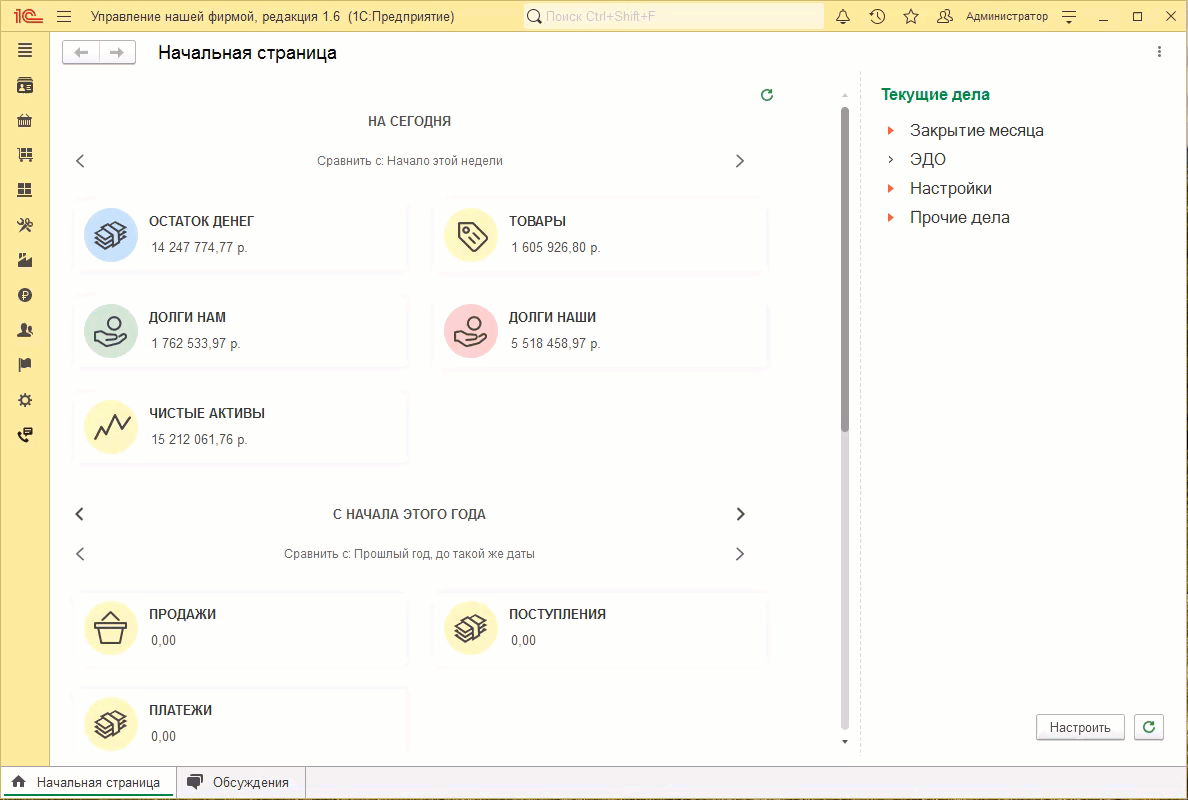 1С Управление нашей фирмой, редакция 1.6 (1С:Предприятие) Поиск Ctrl+Shift+F Администратор
Начальная страница
НА СЕГОДНЯ
Сравнить с: Начало этой недели
ОСТАТОК ДЕНЕГ
14 247 774,77 р.
ТОВАРЫ
1 605 926,80 р.
ДОЛГИ НАМ
1 762 533,97 р.
ДОЛГИ НАШИ
5 518 458,97 р.
ЧИСТЫЕ АКТИВЫ
15 212 061,76 р.
С НАЧАЛА ЭТОГО ГОДА
Сравнить с: Прошлый год, до такой же даты
ПРОДАЖИ
0,00
ПОСТУПЛЕНИЯ
0,00
ПЛАТЕЖИ
0,00
Текущие дела
Закрытие месяца
ЭДО
Настройки
Прочие дела
Настроить
Начальная страница
Обсуждения